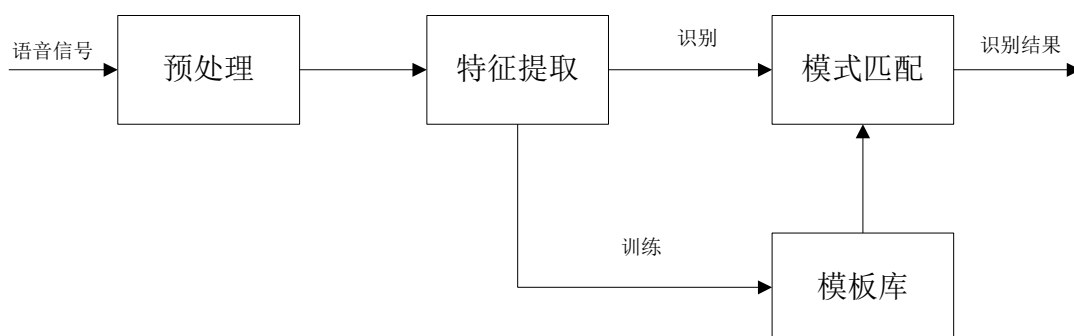 语音信号
预处理
特征提取
识别
模式匹配
识别结果
训练
模板库